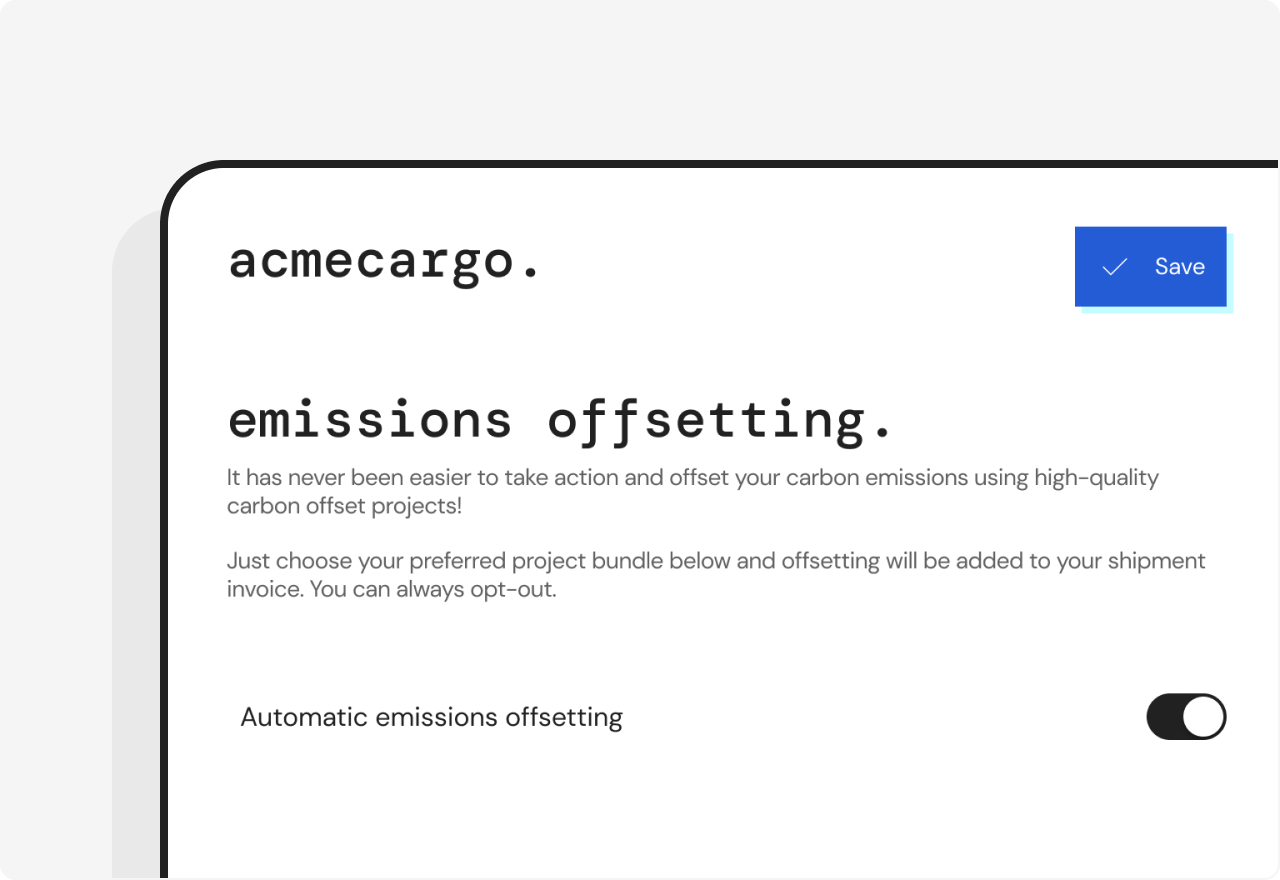 acmecargo.
Save
emissions offsetting.
It has never been easier to take action and offset your carbon emissions using high-quality
carbon offset projects!
Just choose your preferred project bundle below and offsetting will be added to your shipment
invoice. You can always opt-out.
Automatic emissions offsetting